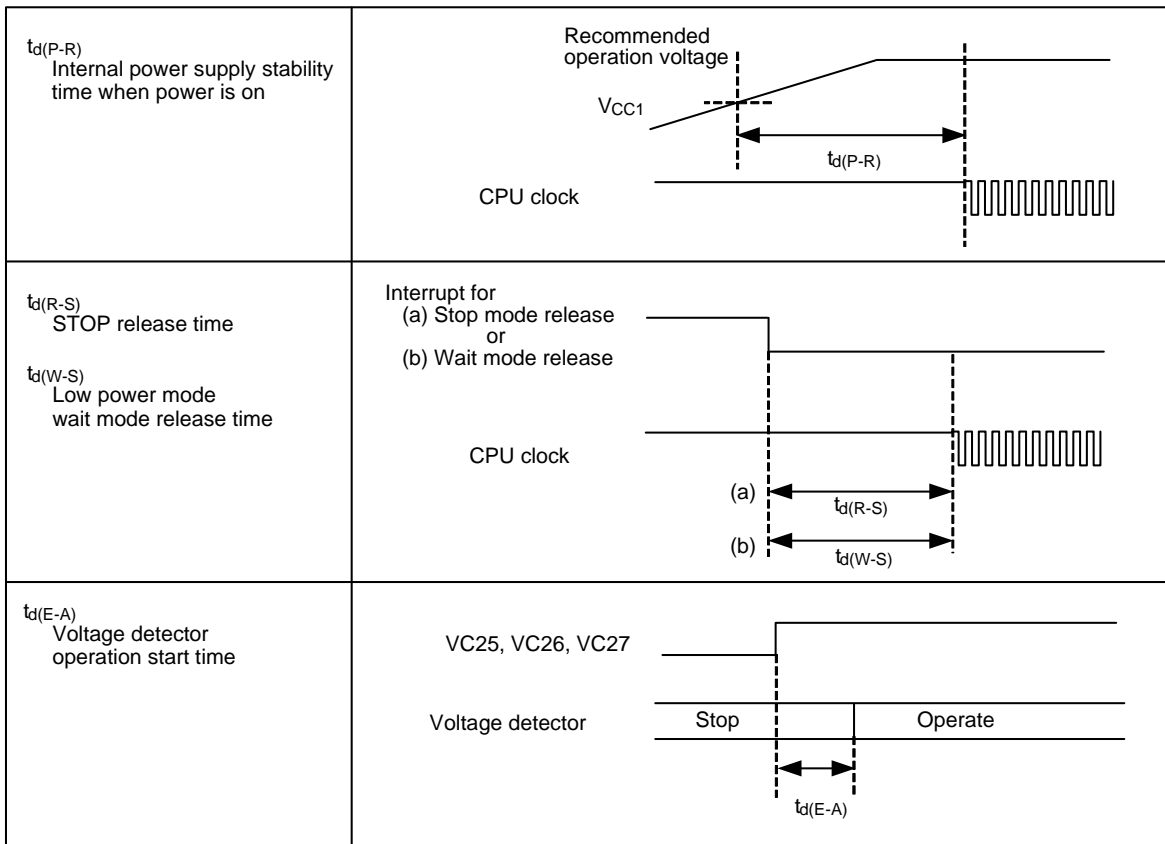 td(P-R)
Internal power supply stability
time when power is on
Recommended
operation voltage
VCC1
td(P-R)
CPU clock
td(R-S)
STOP release time
td(W-S)
Low power mode
wait mode release time
Interrupt for
(a) Stop mode release
or
(b) Wait mode release
CPU clock
(a)
td(R-S)
(b)
td(W-S)
td(E-A)
Voltage detector
operation start time
VC25, VC26, VC27
Voltage detector
Stop
Operate
td(E-A)